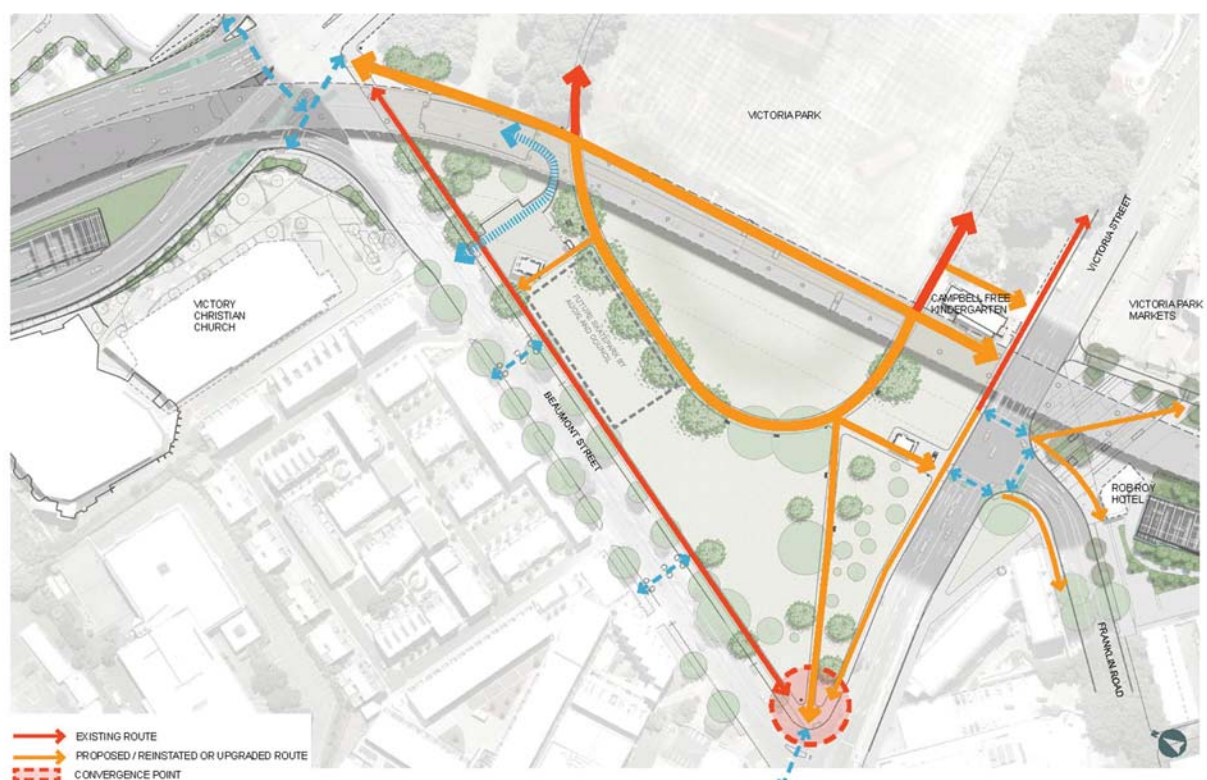 VICTORIA PARK
VICTORIA STREET
CAMPBELL FREE
KINDERGARTEN
VICTORIA PARK
MARKETS
VICTORY
CHRISTIAN
CHURCH
BEAUMONT STREET
ROB ROY
HOTEL
FRANKLIN ROAD
EXISTING ROUTE
PROPOSED / REINSTATED OR UPGRADED ROUTE
CONVERGENCE POINT